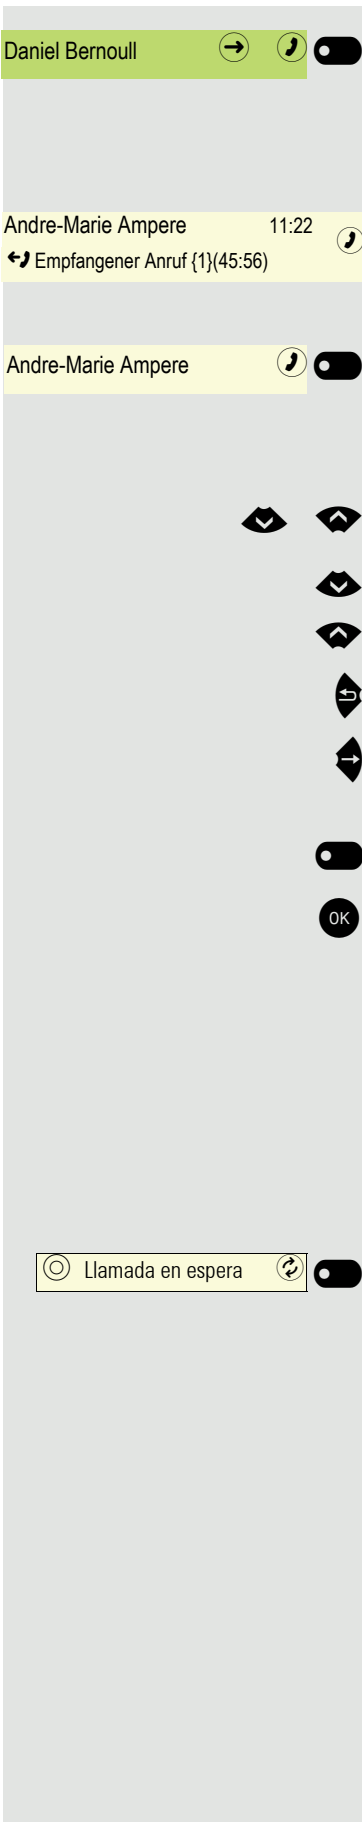 Daniel Bernoull
Andre-Marie Ampere 11:22
Empfangener Anruf {1}(45:56)
Andre-Marie Ampere
OK
Llamada en espera